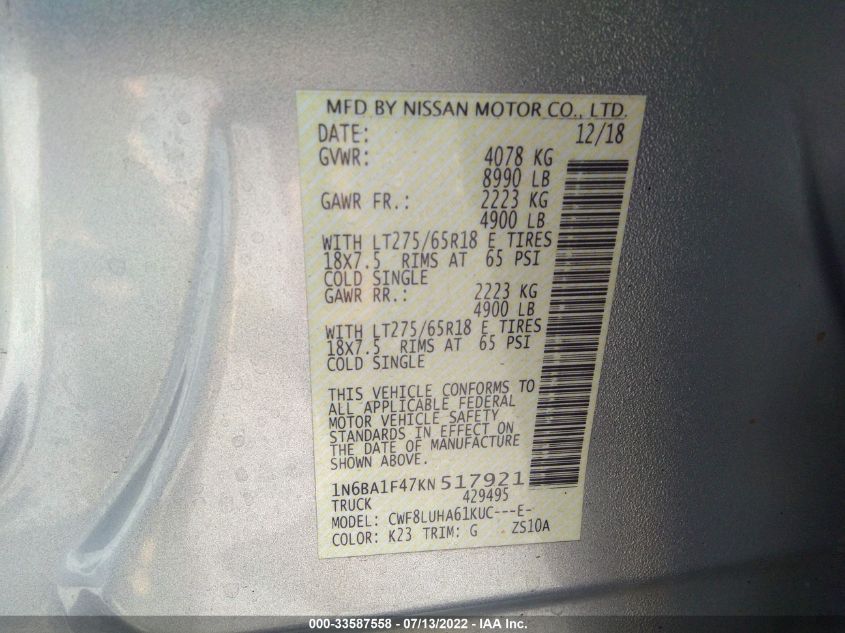 MFD BY NISSAN MOTOR CO., LTD.
DATE: 12/18
GVWR: 4078 KG
8990 LB
GAWR FR.: 2223 KG
4900 LB
WITH LT275/65R18 E TIRES
18X7.5 RIMS AT 65 PSI
COLD SINGLE
GAWR RR.: 2223 KG
4900 LB
WITH LT275/65R18 E TIRES
18X7.5 RIMS AT 65 PSI
COLD SINGLE
THIS VEHICLE CONFORMS TO
ALL APPLICABLE FEDERAL
MOTOR VEHICLE SAFETY
STANDARDS IN EFFECT ON
THE DATE OF MANUFACTURE
SHOWN ABOVE.
1N6BA1F47KN517921
TRUCK 429495
MODEL: CWF8LUHA61KUC---E-
COLOR: K23 TRIM: G ZS10A
000-33587558 - 07/13/2022 - IAA Inc.